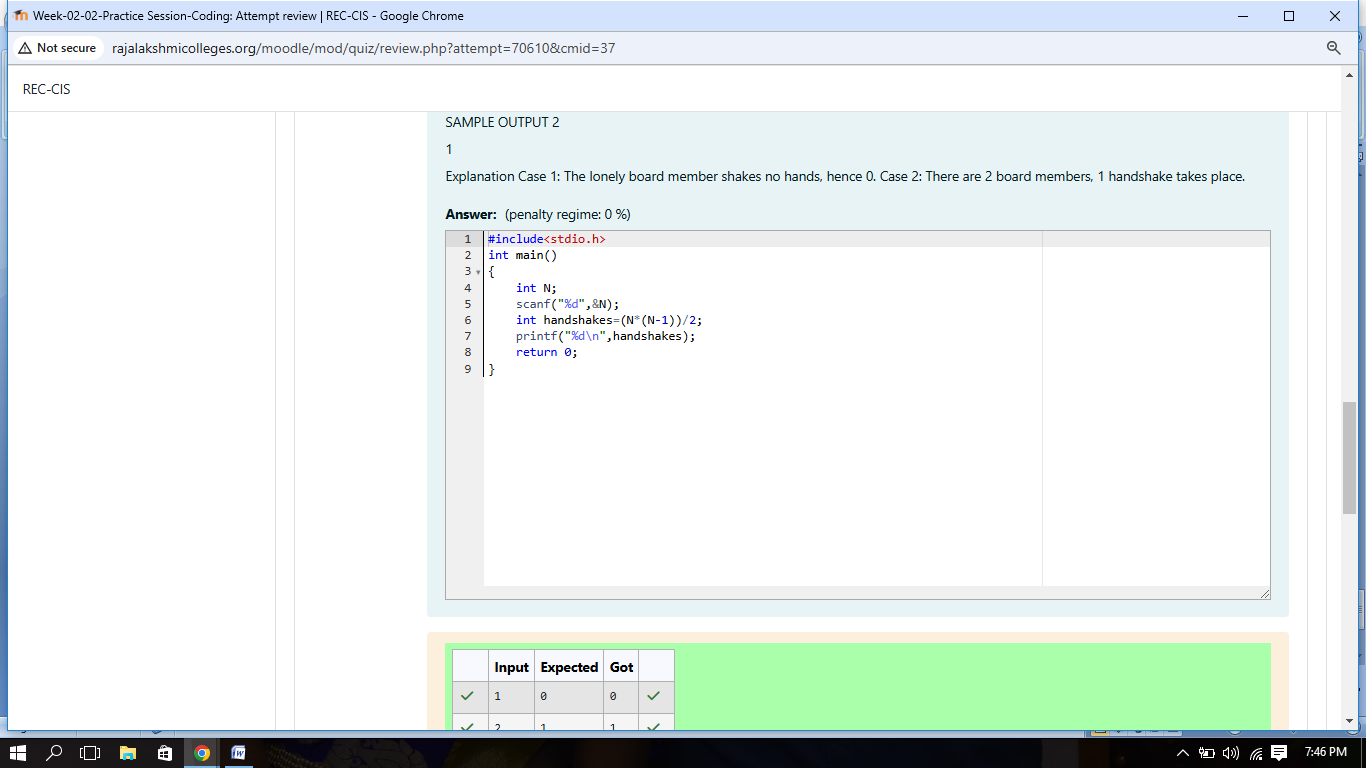 Week-02-02-Practice Session-Coding: Attempt review | REC-CIS - Google Chrome
Not secure rajalakshmicolleges.org/moodle/mod/quiz/review.php?attempt=70610&cmid=37
REC-CIS
SAMPLE OUTPUT 2
1
Explanation Case 1: The lonely board member shakes no hands, hence 0. Case 2: There are 2 board members, 1 handshake takes place.
Answer: (penalty regime: 0 %)
1 #include<stdio.h>
2 int main()
3 {
4 int N;
5 scanf("%d",&N);
6 int handshakes=(N*(N-1))/2;
7 printf("%d\n",handshakes);
8 return 0;
9 }
Input Expected Got
1 0 0
2 1 1
7:46 PM